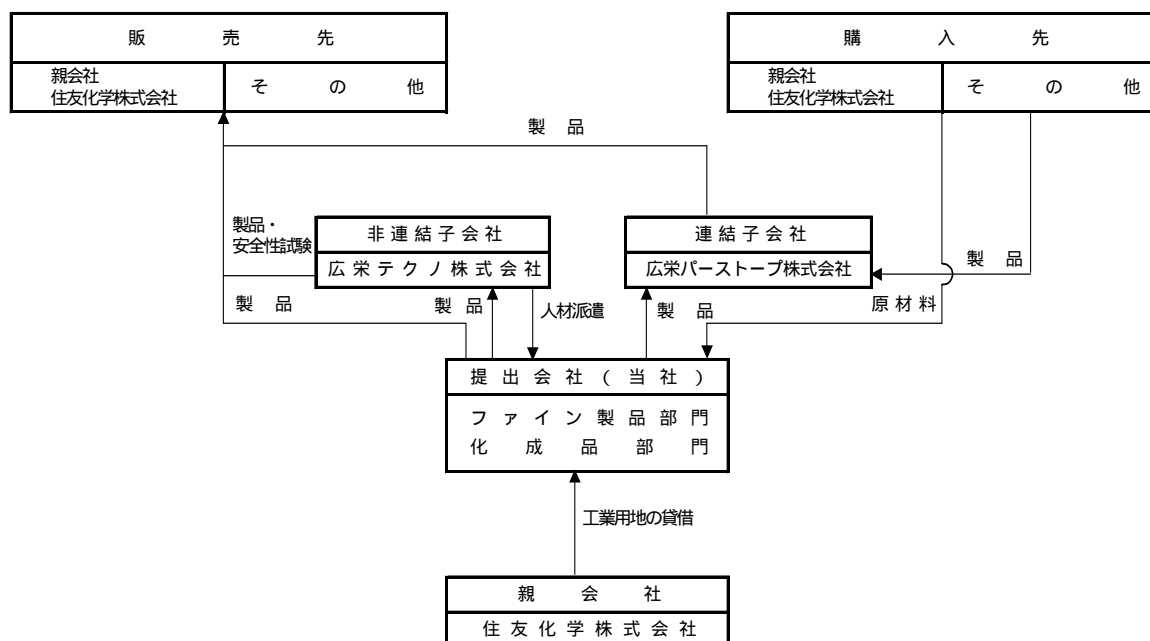 販売先
親会社
住友化学株式会社
その他
購入先
親会社
住友化学株式会社
その他
製品
製品・
安全性試験
非連結子会社
広栄テクノ株式会社
連結子会社
広栄パーストープ株式会社
製品
製品
製品
人材派遣
製品
原材料
提出会社(当社)
ファイン製品部門
化成品部門
工業用地の貸借
親会社
住友化学株式会社